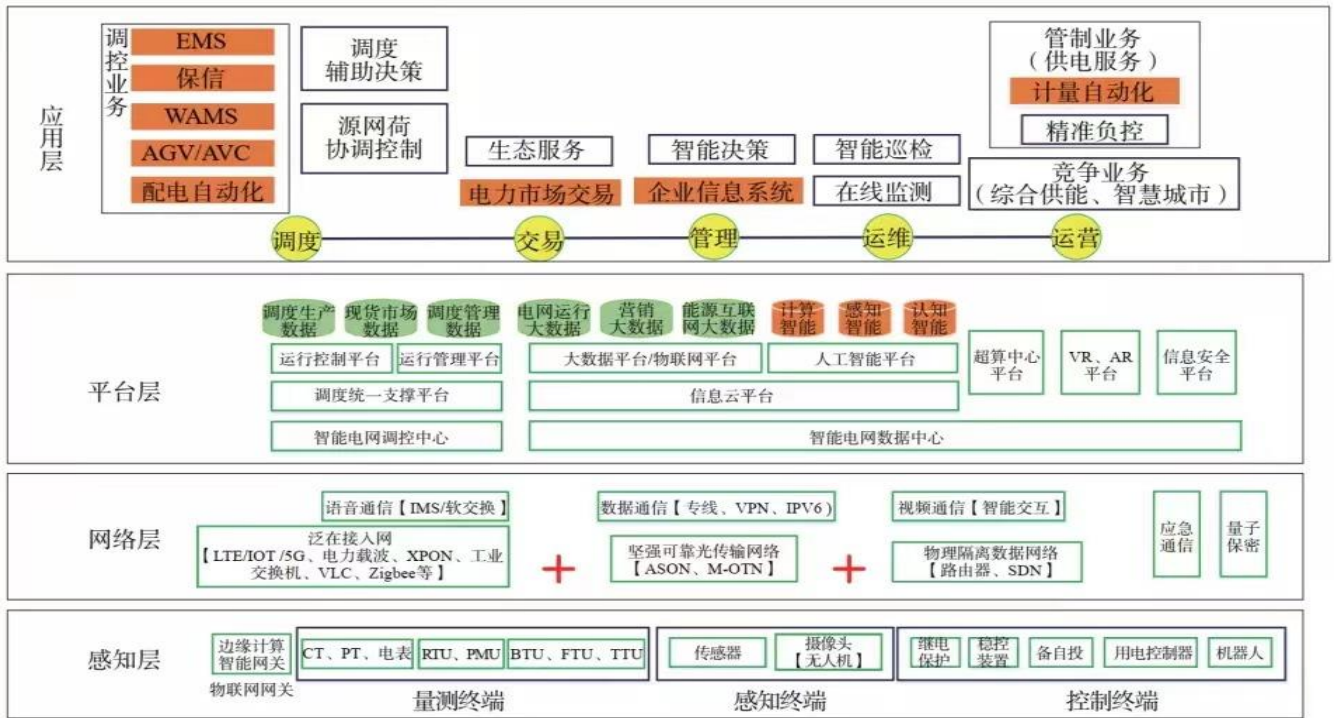 应用层
调控业务
EMS
保信
WAMS
AGV/AVC
配电自动化
调度
辅助决策
源网荷
协调控制
生态服务
电力市场交易
智能决策
企业信息系统
智能巡检
在线监测
管制业务
(供电服务)
计量自动化
精准负控
竞争业务
(综合供能、智慧城市)
调度
交易
管理
运维
运营
平台层
调度生产
数据
现货市场
数据
调度管理
数据
电网运行
大数据
营销
大数据
能源互联
网大数据
计算
智能
感知
智能
认知
智能
运行控制平台
运行管理平台
大数据平台/物联网平台
人工智能平台
超算中心
平台
VR、AR
平台
信息安全
平台
调度统一支撑平台
信息云平台
智能电网调控中心
智能电网数据中心
网络层
语音通信【IMS/软交换】
数据通信【专线、VPN、IPV6)
视频通信【智能交互】
泛在接入网
【LTE/IOT /5G、电力载波、XPON、工业
交换机、VLC、Zigbee等】
+
坚强可靠光传输网络
【ASON、M-OTN】
+
物理隔离数据网络
【路由器、SDN】
应急
通信
量子
保密
感知层
边缘计算
智能网关
物联网网关
CT、PT、电表
RTU、PMU
BTU、FTU、TTU
量测终端
传感器
摄像头
【无人机】
感知终端
继电
保护
稳控
装置
备自投
用电控制器
机器人
控制终端